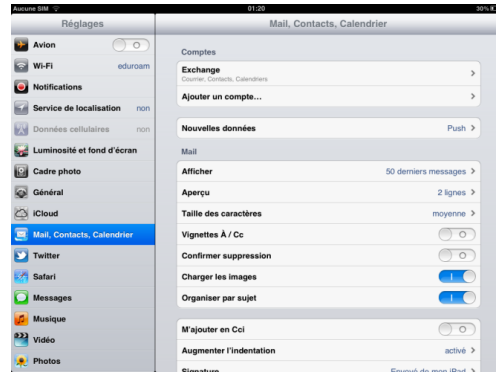 Aucune SIM 01:20 30%
Réglages
Mail, Contacts, Calendrier
Avion
Wi-Fi eduroam
Notifications
Service de localisation non
Données cellulaires non
Luminosité et fond d'écran
Cadre photo
Général
iCloud
Mail, Contacts, Calendrier
Twitter
Safari
Messages
Musique
Vidéo
Photos
Comptes
Exchange
Courrier, Contacts, Calendriers
Ajouter un compte...
Nouvelles données Push
Mail
Afficher 50 derniers messages
Aperçu 2 lignes
Taille des caractères moyenne
Vignettes À / Cc
Confirmer suppression
Charger les images
Organiser par sujet
M'ajouter en Cci
Augmenter l'indentation activé
Signature Envoyé de mon iPad